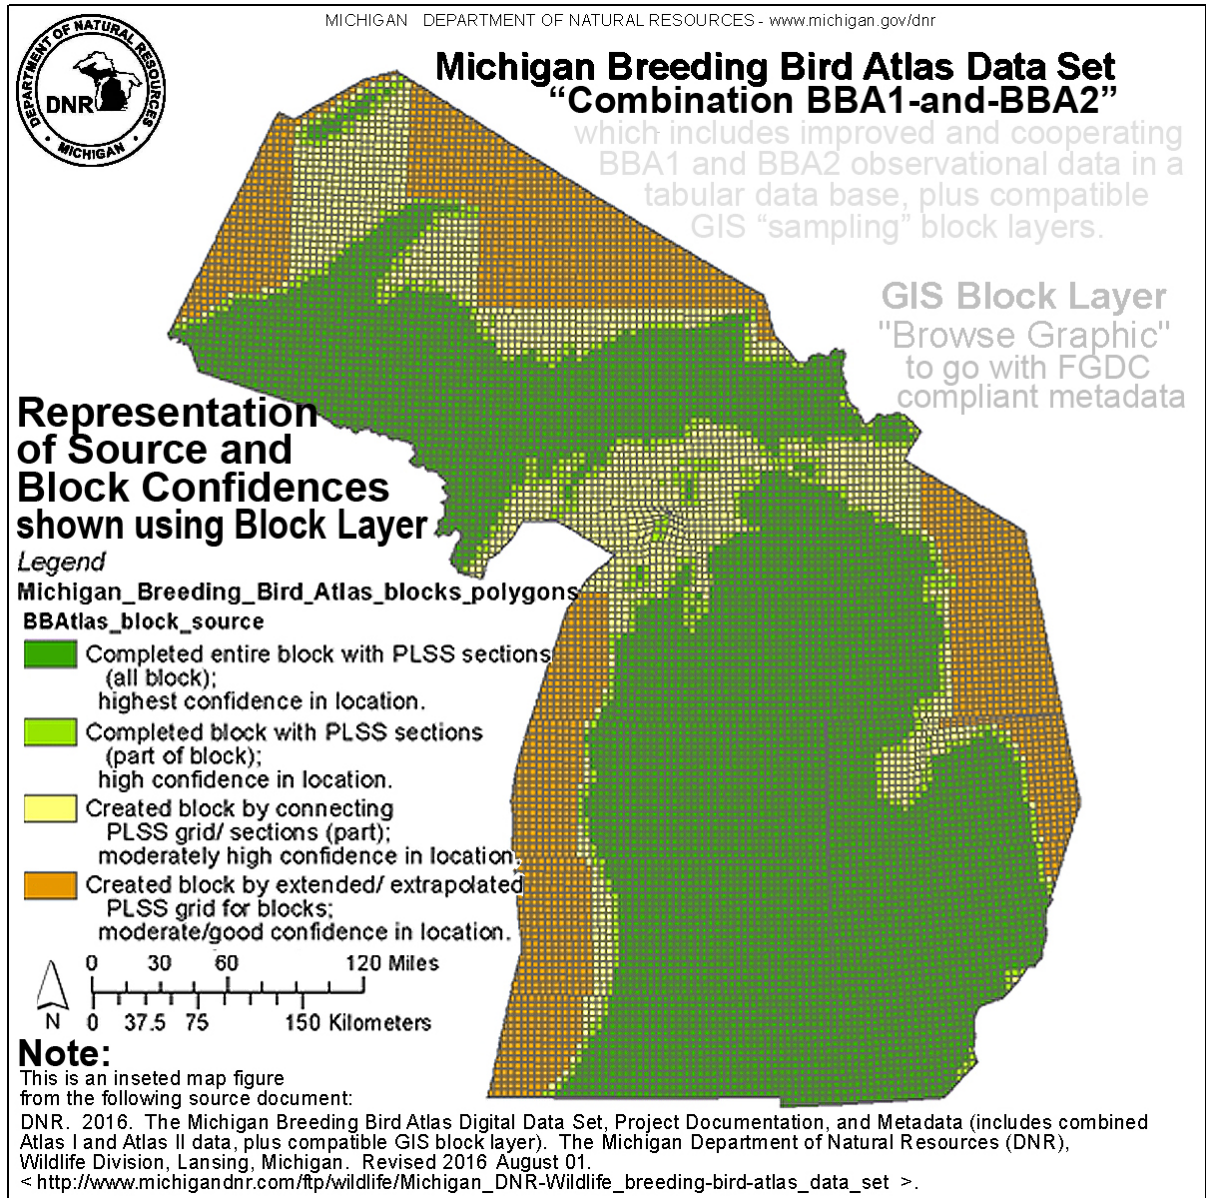 MICHIGAN DEPARTMENT OF NATURAL RESOURCES - www.michigan.gov/dnr
DEPARTMENT OF NATURAL RESOURCES
DNR
• MICHIGAN •
Michigan Breeding Bird Atlas Data Set
“Combination BBA1-and-BBA2”
which includes improved and cooperating
BBA1 and BBA2 observational data in a
tabular data base, plus compatible
GIS “sampling” block layers.
GIS Block Layer
"Browse Graphic"
to go with FGDC
compliant metadata
Representation
of Source and
Block Confidences
shown using Block Layer
Legend
Michigan_Breeding_Bird_Atlas_blocks_polygons
BBAtlas_block_source
Completed entire block with PLSS sections
(all block);
highest confidence in location.
Completed block with PLSS sections
(part of block);
high confidence in location.
Created block by connecting
PLSS grid/ sections (part);
moderately high confidence in location.
Created block by extended/ extrapolated
PLSS grid for blocks;
moderate/good confidence in location.
0 30 60 120 Miles
N 0 37.5 75 150 Kilometers
Note:
This is an inseted map figure
from the following source document:
DNR. 2016. The Michigan Breeding Bird Atlas Digital Data Set, Project Documentation, and Metadata (includes combined
Atlas I and Atlas II data, plus compatible GIS block layer). The Michigan Department of Natural Resources (DNR),
Wildlife Division, Lansing, Michigan. Revised 2016 August 01.
< http://www.michigandnr.com/ftp/wildlife/Michigan_DNR-Wildlife_breeding-bird-atlas_data_set >.